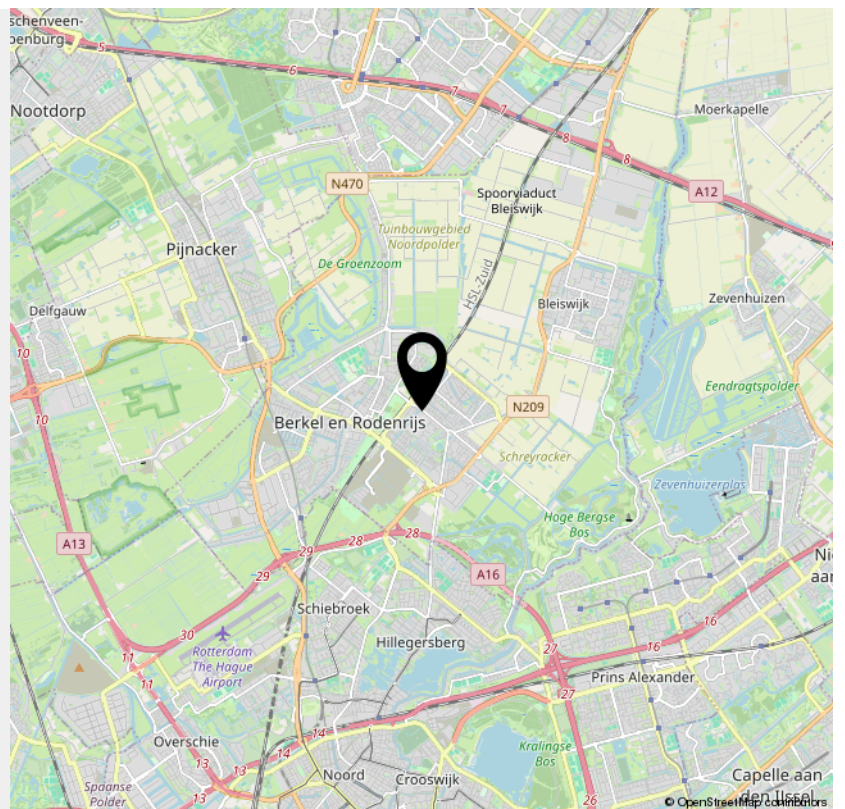 schenveen-
enburg
5
6
7
7
8
8
Nootdorp
Moerkapelle
N470
A12
9
Spoorviaduct
Bleiswijk
Tuinbouwgebied
Noordpolder
Pijnacker
De Groenzoom
HSL-Zuid
Delfgauw
Bleiswijk
Zevenhuizen
10
Eendragtspolder
10
N209
Berkel en Rodenrijs
Schreyracker
Zevenhuizerplas
Hoge Bergse
Bos
A13
28
28
29
29
A16
Schiebroek
30
Hillegersberg
16
16
11
11
Rotterdam
The Hague
Airport
27
27
Prins Alexander
Overschie
14
14
13
13
13
Kralingse
Bos
Noord
Crooswijk
Spaanse
Polder
26
Capelle aan
den IJssel
© OpenStreetMap contributors